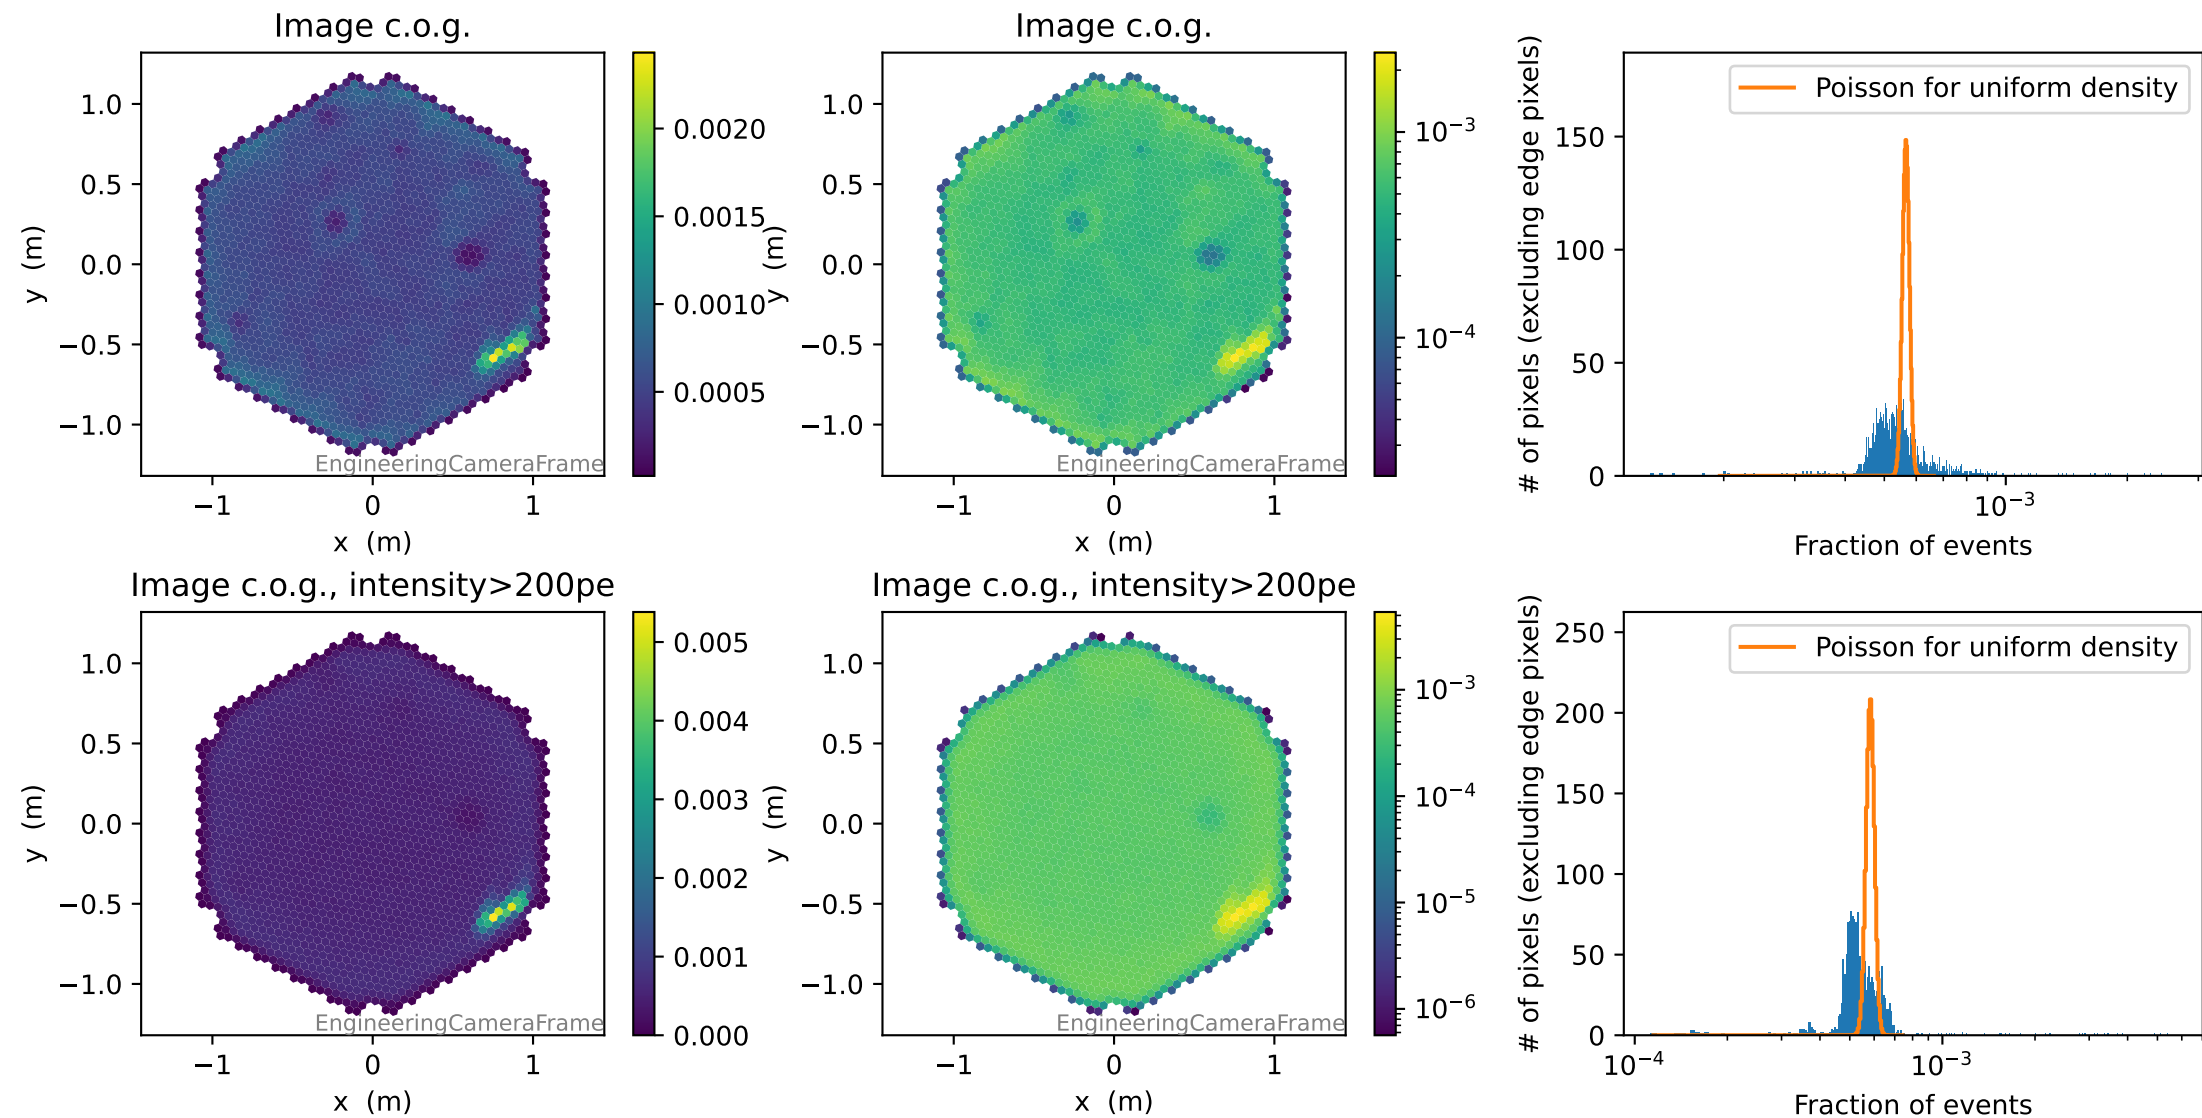 Image c.o.g.
1.0
0.5
0.0
−0.5
−1.0
y (m)
−1
0
1
x (m)
EngineeringCameraFrame
0.0020
0.0015
0.0010
0.0005
Image c.o.g.
1.0
0.5
0.0
−0.5
−1.0
y (m)
−1
0
1
x (m)
EngineeringCameraFrame
10⁻³
10⁻⁴
Poisson for uniform density
150
100
50
0
# of pixels (excluding edge pixels)
10⁻³
Fraction of events
Image c.o.g., intensity>200pe
1.0
0.5
0.0
−0.5
−1.0
y (m)
−1
0
1
x (m)
EngineeringCameraFrame
0.005
0.004
0.003
0.002
0.001
0.000
Image c.o.g., intensity>200pe
1.0
0.5
0.0
−0.5
−1.0
y (m)
−1
0
1
x (m)
EngineeringCameraFrame
10⁻³
10⁻⁴
10⁻⁵
10⁻⁶
Poisson for uniform density
250
200
150
100
50
0
# of pixels (excluding edge pixels)
10⁻⁴
10⁻³
Fraction of events